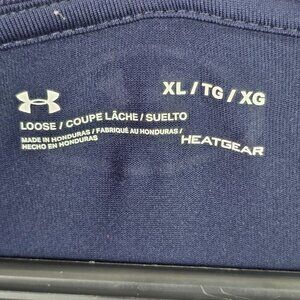 XL / TG / XG
LOOSE / COUPE LÂCHE / SUELTO
MADE IN HONDURAS / FABRIQUÉ AU HONDURAS /
HECHO EN HONDURAS
HEATGEAR